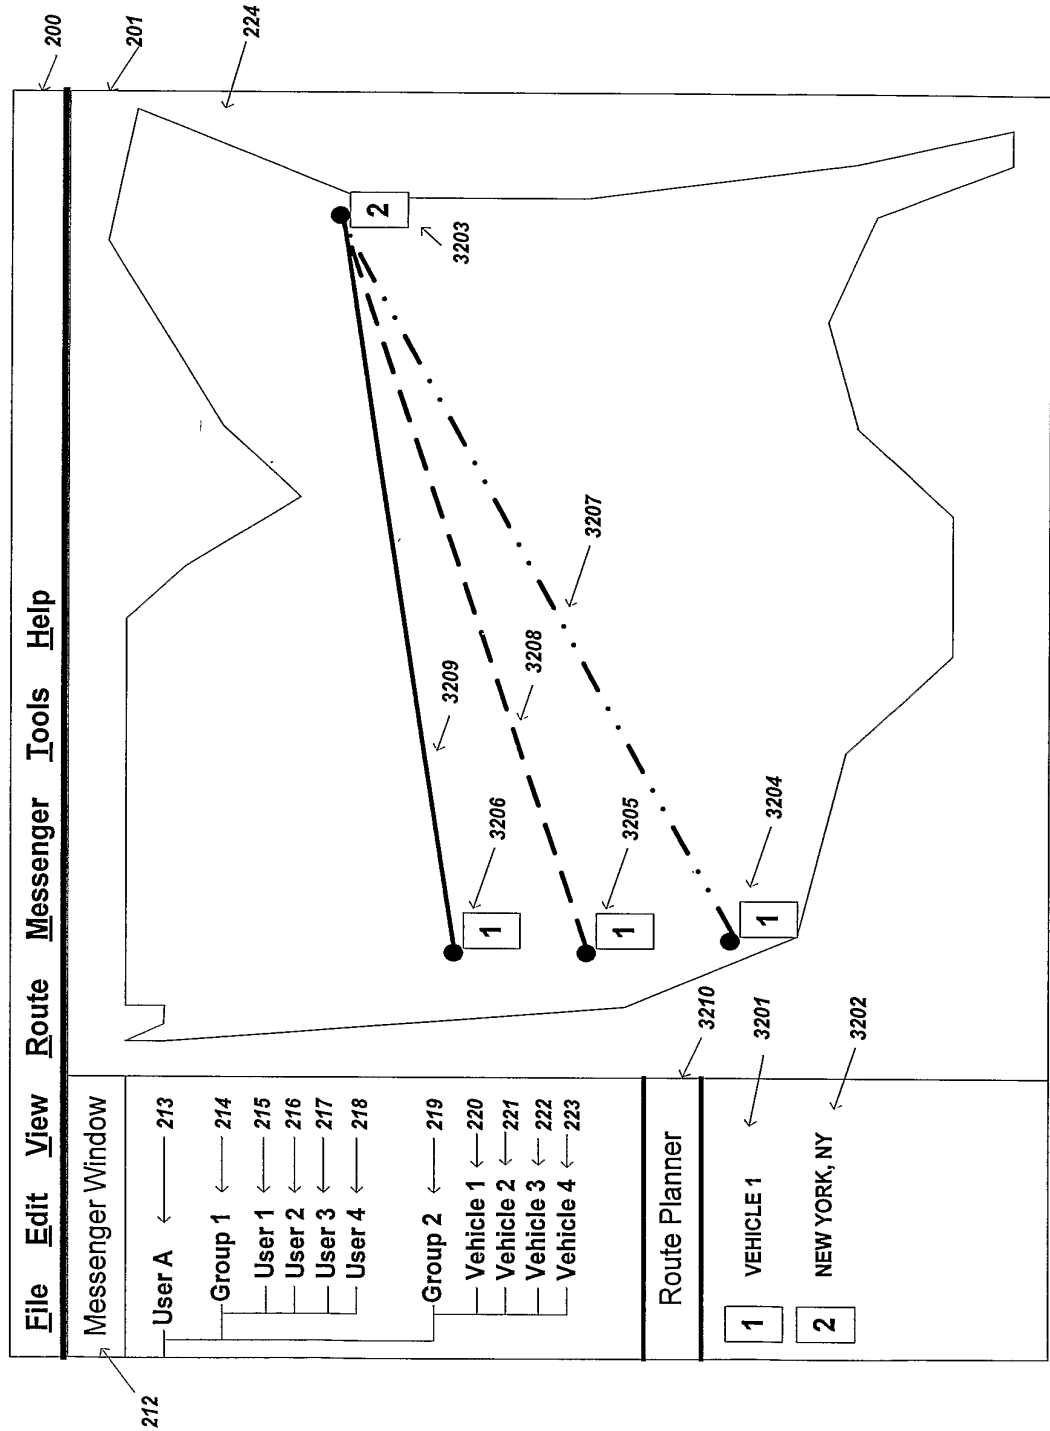 200
File Edit View Route Messenger Tools Help
201
212
Messenger Window
224
User A 213
Group 1 214
User 1 215
User 2 216
User 3 217
User 4 218
Group 2 219
Vehicle 1 220
Vehicle 2 221
Vehicle 3 222
Vehicle 4 223
2
3203
3209
1
3206
3208
3207
1
3205
1
3204
3210
Route Planner
1 VEHICLE 1 3201
2 NEW YORK, NY 3202